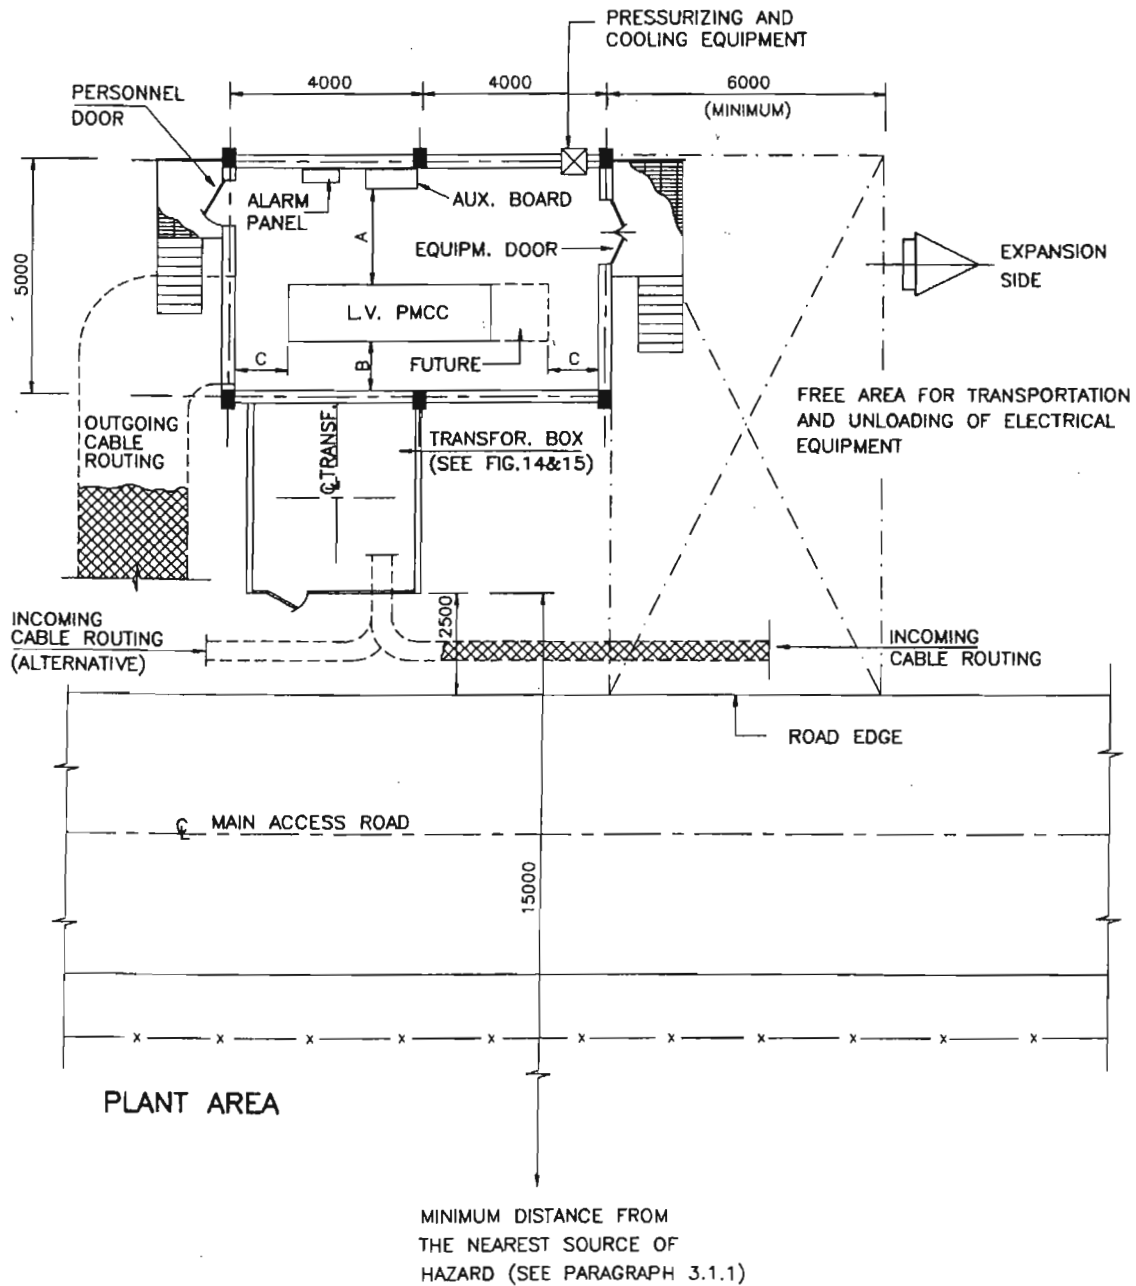 PRESSURIZING AND
COOLING EQUIPMENT
4000
4000
6000
(MINIMUM)
PERSONNEL
DOOR
ALARM
PANEL
AUX. BOARD
A
EQUIPM. DOOR
EXPANSION
SIDE
5000
L.V. PMCC
C
B
FUTURE
C
FREE AREA FOR TRANSPORTATION
AND UNLOADING OF ELECTRICAL
EQUIPMENT
OUTGOING
CABLE
ROUTING
℄ TRANSF.
TRANSFOR. BOX
(SEE FIG.14&15)
INCOMING
CABLE ROUTING
(ALTERNATIVE)
2500
INCOMING
CABLE ROUTING
ROAD EDGE
℄ MAIN ACCESS ROAD
15000
x x x x x x x x x x x
PLANT AREA
MINIMUM DISTANCE FROM
THE NEAREST SOURCE OF
HAZARD (SEE PARAGRAPH 3.1.1)